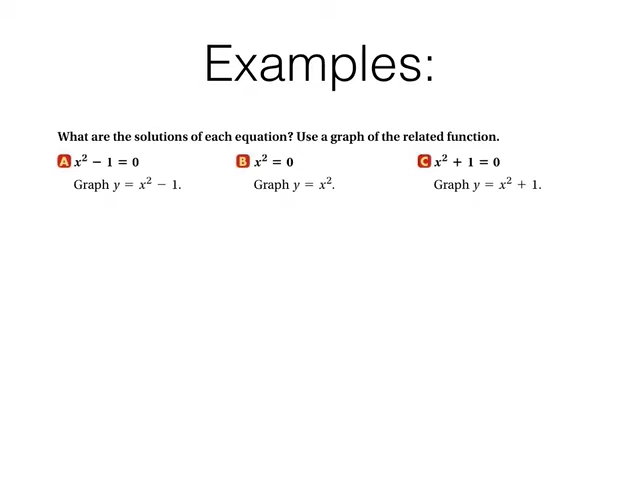 Examples:
What are the solutions of each equation? Use a graph of the related function.
A x² − 1 = 0 B x² = 0 C x² + 1 = 0
Graph y = x² − 1. Graph y = x². Graph y = x² + 1.